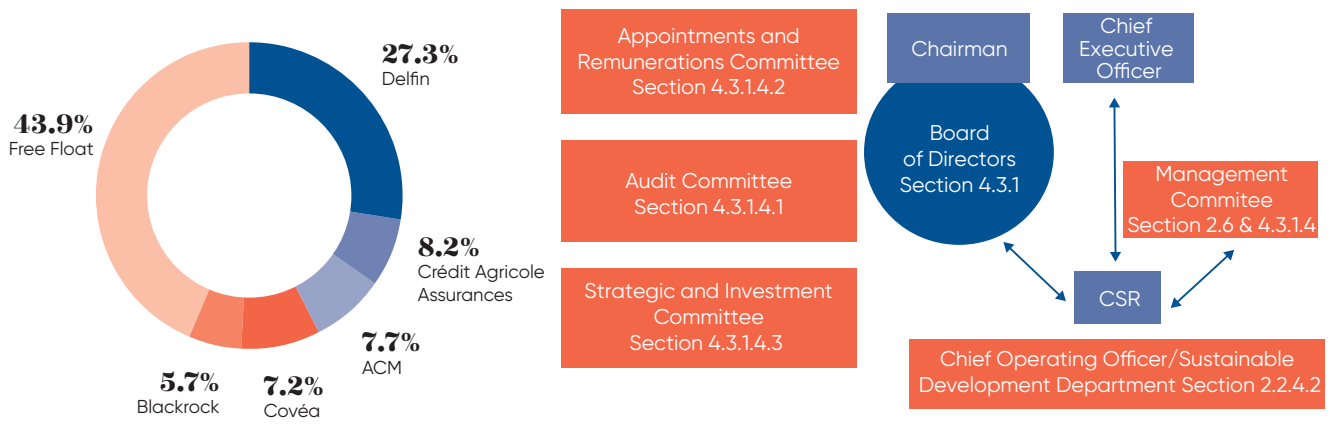 27.3%
Delfin
43.9%
Free Float
8.2%
Crédit Agricole
Assurances
7.7%
ACM
7.2%
Covéa
5.7%
Blackrock
Appointments and
Remunerations Committee
Section 4.3.1.4.2
Audit Committee
Section 4.3.1.4.1
Strategic and Investment
Committee
Section 4.3.1.4.3
Chairman
Board
of Directors
Section 4.3.1
Chief
Executive
Officer
Management
Commitee
Section 2.6 & 4.3.1.4
CSR
Chief Operating Officer/Sustainable
Development Department Section 2.2.4.2